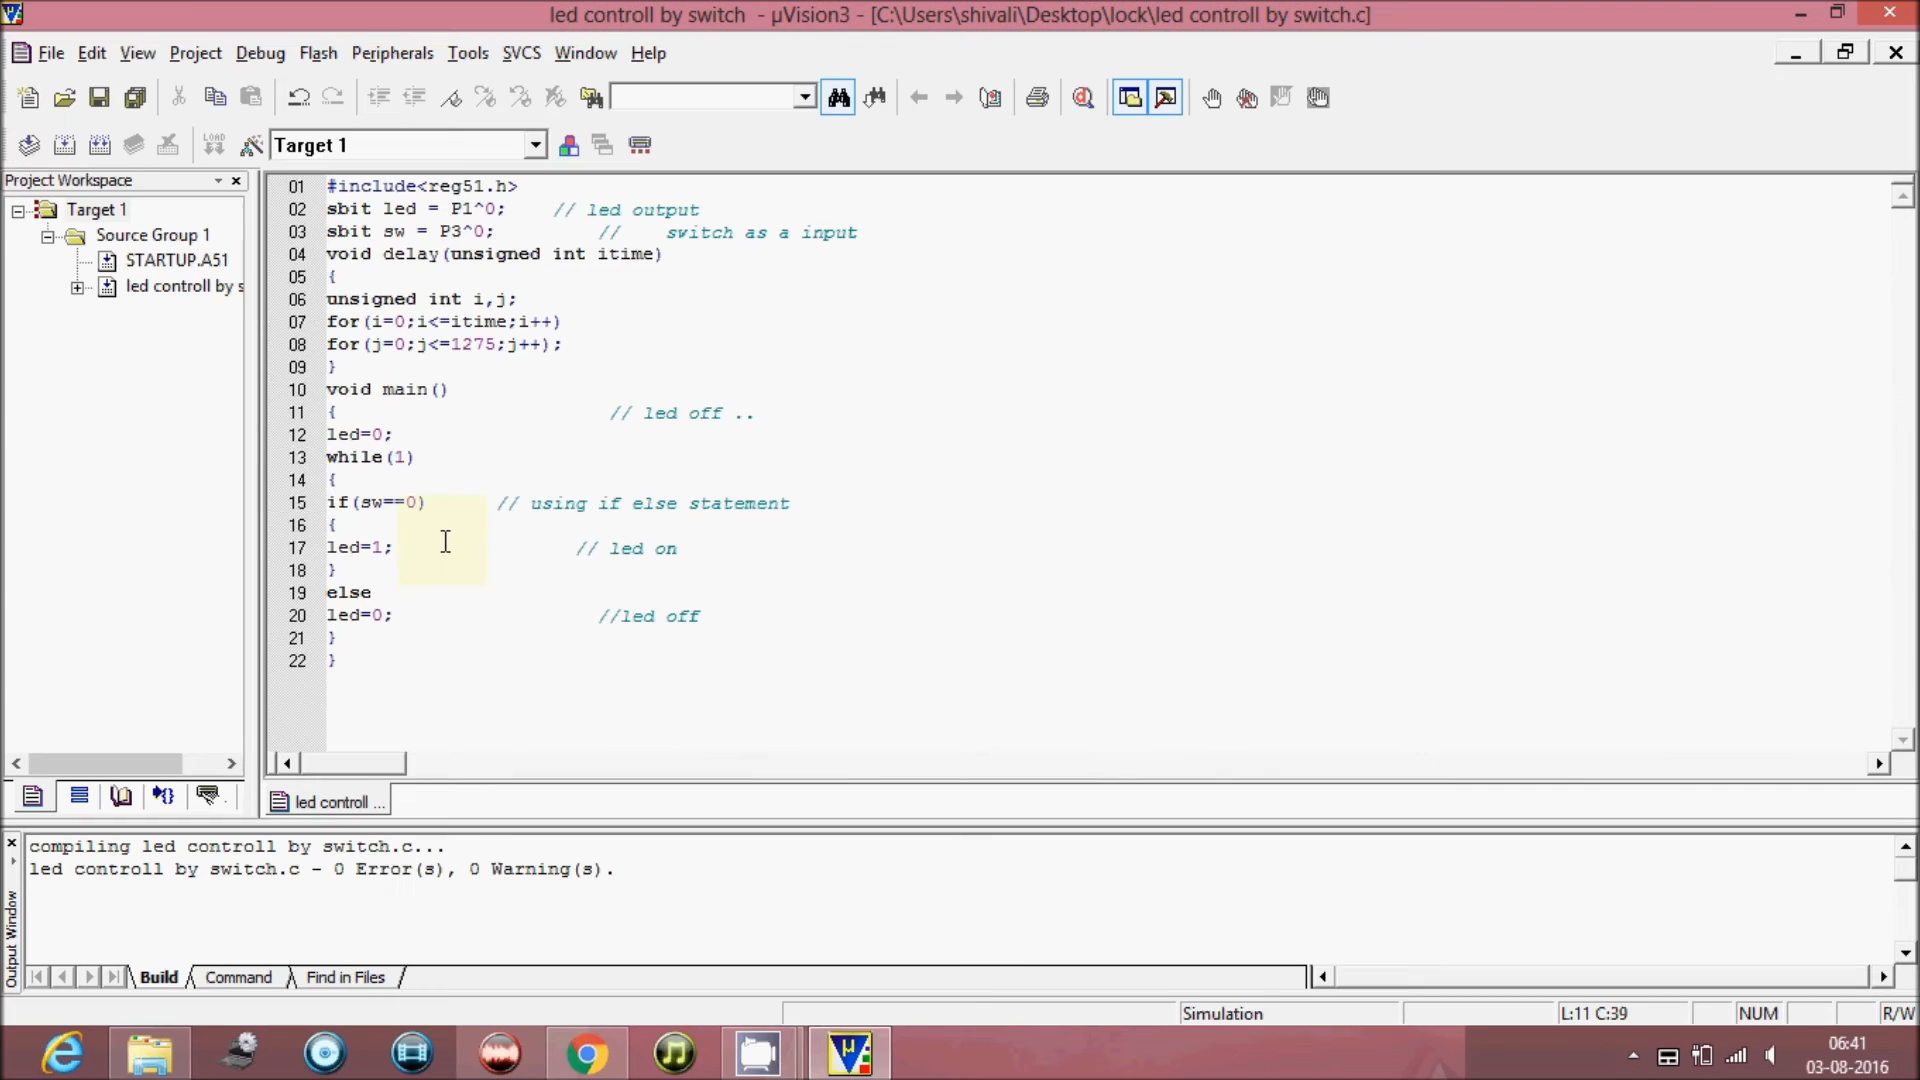 led controll by switch - µVision3 - [C:\Users\shivali\Desktop\lock\led controll by switch.c]
File Edit View Project Debug Flash Peripherals Tools SVCS Window Help
LOAD
Target 1
Project Workspace
Target 1
Source Group 1
STARTUP.A51
led controll by s
01 #include<reg51.h>
02 sbit led = P1^0; // led output
03 sbit sw = P3^0; // switch as a input
04 void delay(unsigned int itime)
05 {
06 unsigned int i,j;
07 for(i=0;i<=itime;i++)
08 for(j=0;j<=1275;j++);
09 }
10 void main()
11 { // led off ..
12 led=0;
13 while(1)
14 {
15 if(sw==0) // using if else statement
16 {
17 led=1; // led on
18 }
19 else
20 led=0; //led off
21 }
22 }
led controll ...
compiling led controll by switch.c...
led controll by switch.c - 0 Error(s), 0 Warning(s).
Output Window
Build Command Find in Files
Simulation L:11 C:39 NUM R/W
06:41
03-08-2016